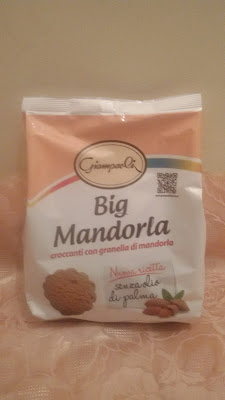 Giampaoli
Big
Mandorla
croccanti con granella di mandorla
Nuova ricetta
senza olio
di palma